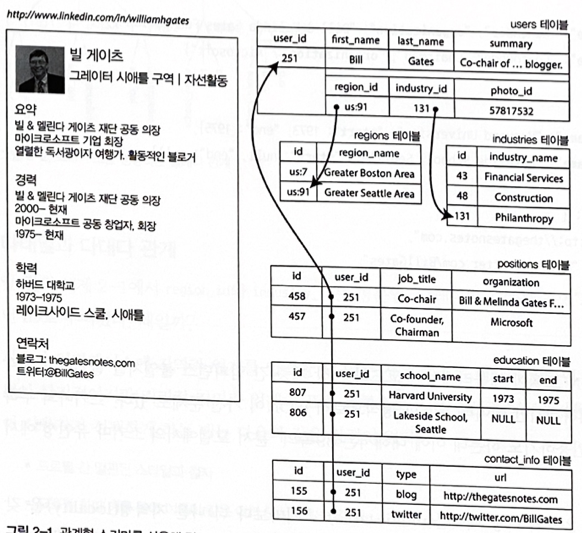 http://www.linkedin.com/in/williamhgates
빌 게이츠
그레이터 시애틀 구역 | 자선활동
요약
빌 & 멜린다 게이츠 재단 공동 의장
마이크로소프트 기업 회장
열렬한 독서광이자 여행가, 활동적인 블로거
경력
빌 & 멜린다 게이츠 재단 공동 의장
2000– 현재
마이크로소프트 공동 창업자, 회장
1975– 현재
학력
하버드 대학교
1973–1975
레이크사이드 스쿨, 시애틀
연락처
블로그: thegatesnotes.com
트위터@BillGates
users 테이블
user_id first_name last_name summary
251 Bill Gates Co-chair of ... blogger.
region_id industry_id photo_id
us:91 131 57817532
regions 테이블
id region_name
us:7 Greater Boston Area
us:91 Greater Seattle Area
industries 테이블
id industry_name
43 Financial Services
48 Construction
131 Philanthropy
positions 테이블
id user_id job_title organization
458 251 Co-chair Bill & Melinda Gates F...
457 251 Co-founder, Chairman Microsoft
education 테이블
id user_id school_name start end
807 251 Harvard University 1973 1975
806 251 Lakeside School, Seattle NULL NULL
contact_info 테이블
id user_id type url
155 251 blog http://thegatesnotes.com
156 251 twitter http://twitter.com/BillGates
그림 2-1